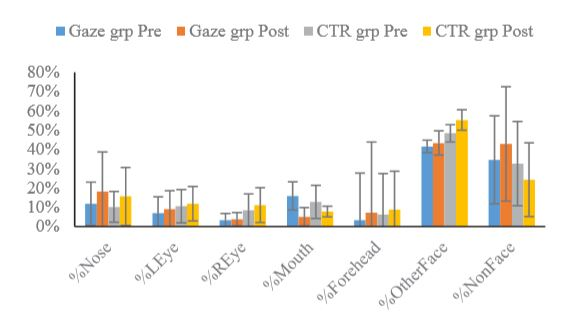 Gaze grp Pre Gaze grp Post CTR grp Pre CTR grp Post
80%
70%
60%
50%
40%
30%
20%
10%
0%
%Nose
%LEye
%REye
%Mouth
%Forehead
%OtherFace
%NonFace